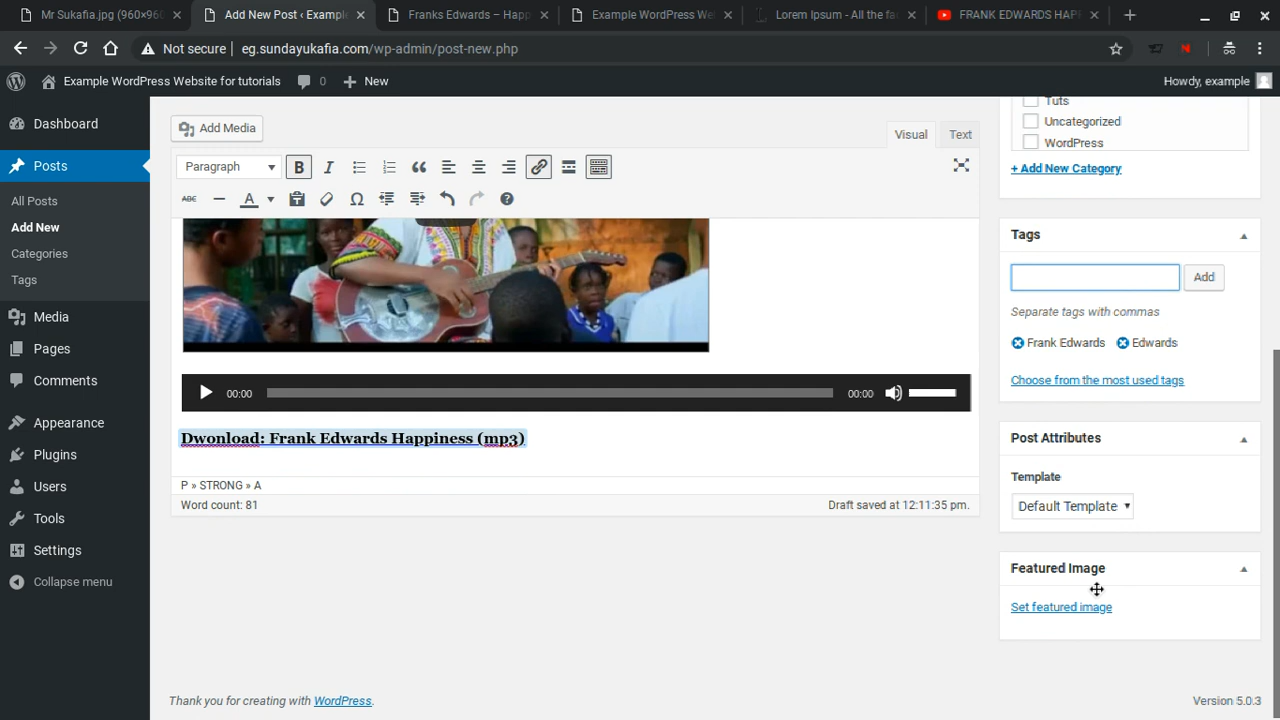 Mr Sukafia.jpg (960×960
Add New Post ‹ Example
Franks Edwards – Happ
Example WordPress We
Lorem Ipsum - All the fa
FRANK EDWARDS HAP
Not secure | eg.sundayukafia.com/wp-admin/post-new.php
Example WordPress Website for tutorials 0 New Howdy, example
Dashboard
Posts
All Posts
Add New
Categories
Tags
Media
Pages
Comments
Appearance
Plugins
Users
Tools
Settings
Collapse menu
Add Media
Visual Text
Paragraph B I
ABC A
Dwonload: Frank Edwards Happiness (mp3)
00:00 00:00
P » STRONG » A
Word count: 81 Draft saved at 12:11:35 pm.
Tuts
Uncategorized
WordPress
+ Add New Category
Tags
Add
Separate tags with commas
Frank Edwards Edwards
Choose from the most used tags
Post Attributes
Template
Default Template
Featured Image
Set featured image
Thank you for creating with WordPress. Version 5.0.3